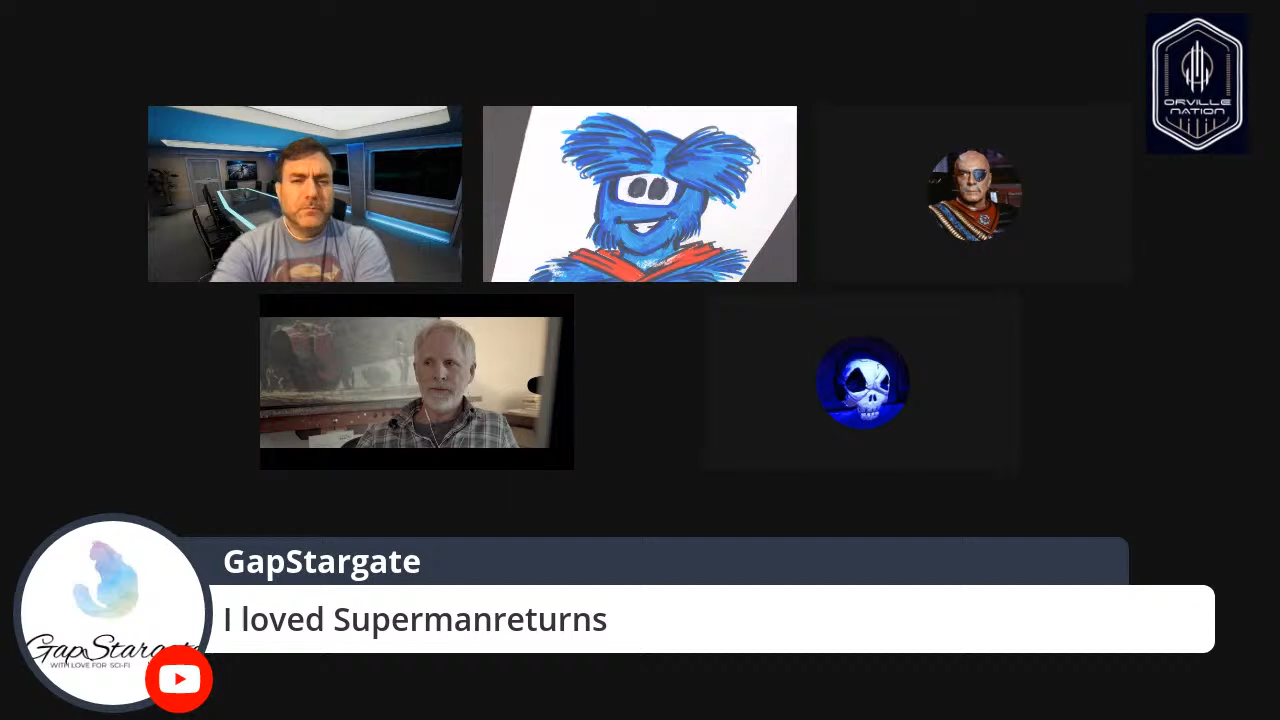 ORVILLE
NATION
GapStargate
I loved Supermanreturns
GapStargate
WITH LOVE FOR SCI-FI